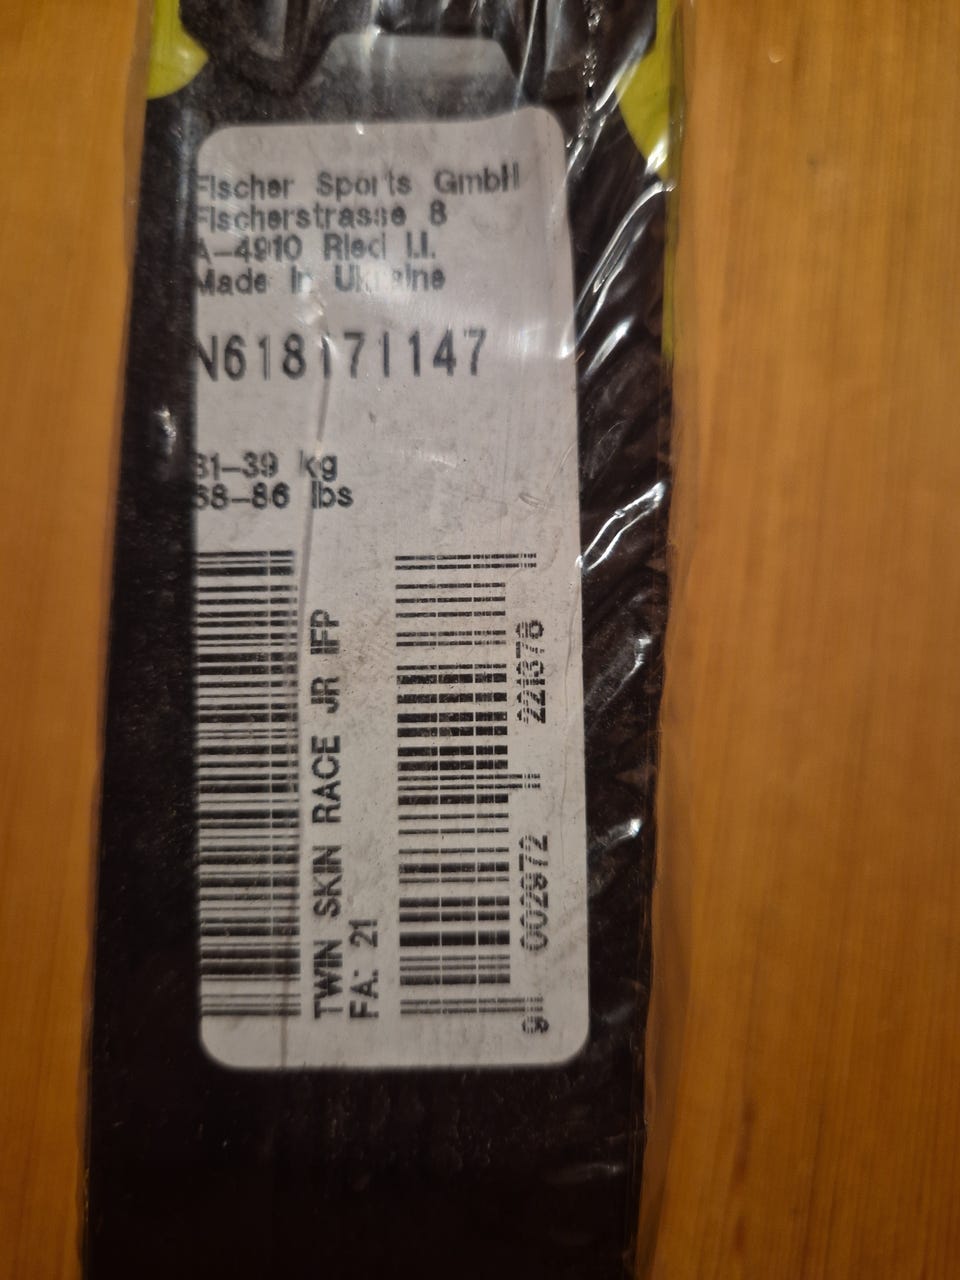 Fischer Sports GmbH
Fischerstrasse 8
A-4910 Ried I.I.
Made in Ukraine
N618171147
31-39 kg
68-86 lbs
TWIN SKIN RACE JR IFP
FA: 21
9 002972 221378